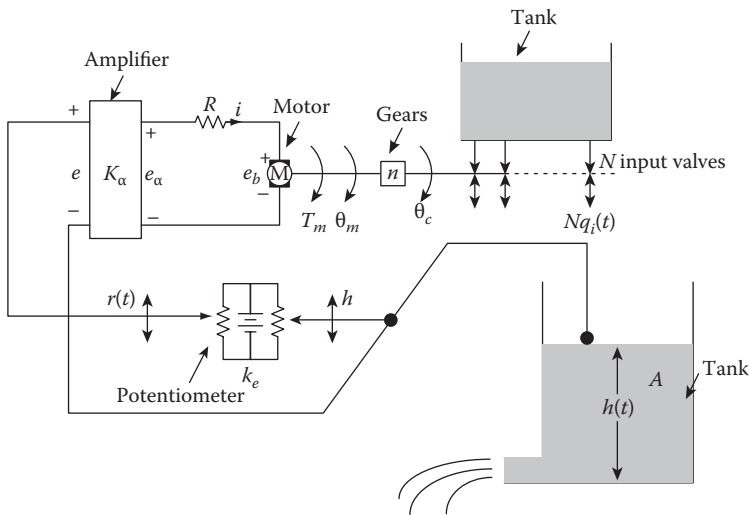 Tank
Amplifier
R
i
Motor
Gears
+
+
+
e
K_α
e_α
e_b
M
n
N input valves
−
−
−
T_m
θ_m
θ_c
Nq_i(t)
r(t)
h
Potentiometer
k_e
A
Tank
h(t)